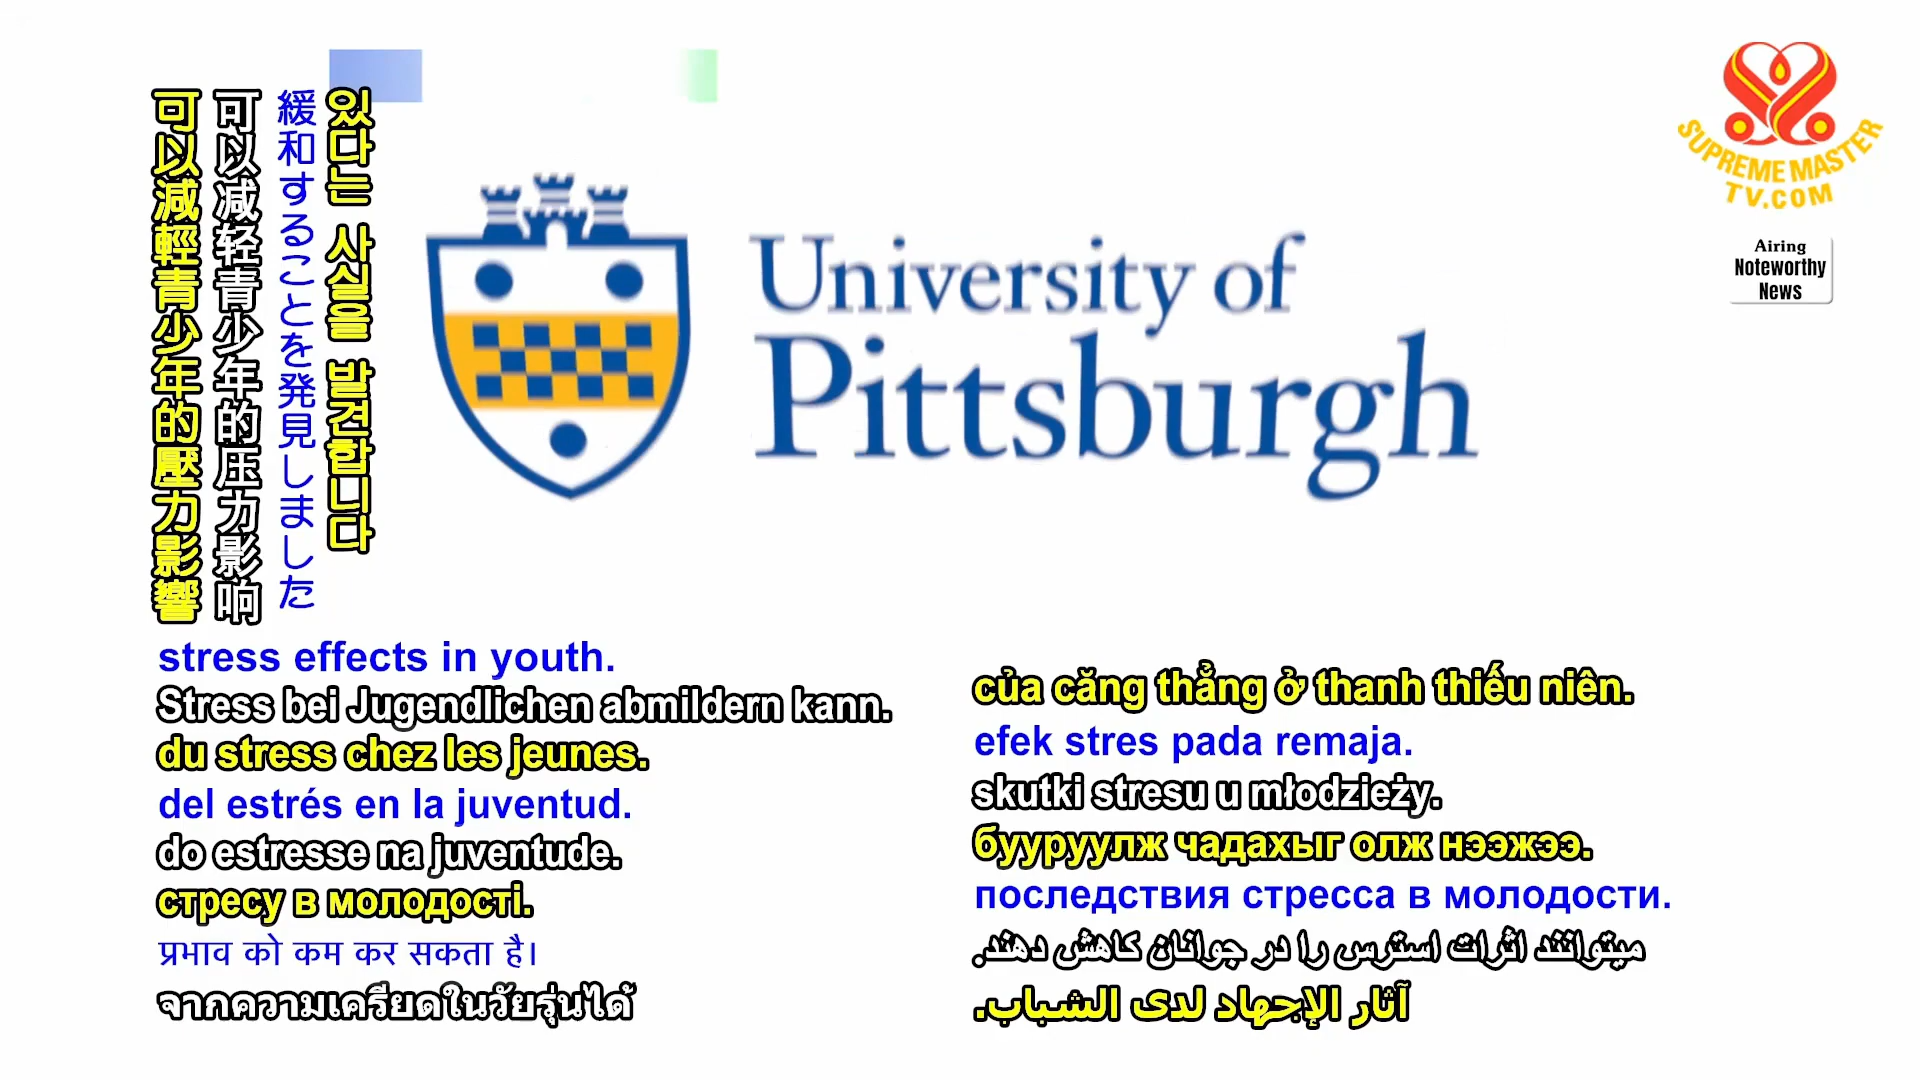 可以減輕青少年的壓力影響
可以减轻青少年的压力影响
緩和することを発見しました
있다는 사실을 발견합니다
University of
Pittsburgh
SUPREME MASTER
TV.COM
Airing
Noteworthy
News
stress effects in youth.
Stress bei Jugendlichen abmildern kann.
du stress chez les jeunes.
del estrés en la juventud.
do estresse na juventude.
стресу в молодості.
प्रभाव को कम कर सकता है।
จากความเครียดในวัยรุ่นได้
của căng thẳng ở thanh thiếu niên.
efek stres pada remaja.
skutki stresu u młodzieży.
бууруулж чадахыг олж нээжээ.
последствия стресса в молодости.
میتوانند اثرات استرس را در جوانان کاهش دهند.
آثار الإجهاد لدى الشباب.